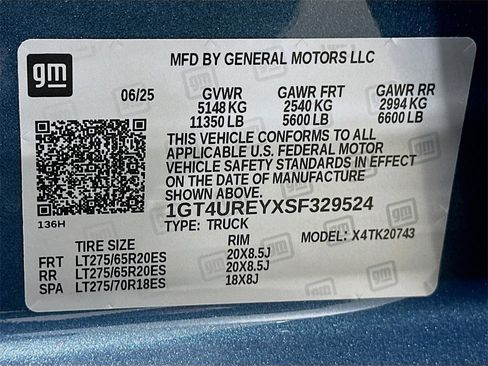 gm
MFD BY GENERAL MOTORS LLC
06/25 GVWR GAWR FRT GAWR RR
5148 KG 2540 KG 2994 KG
11350 LB 5600 LB 6600 LB
THIS VEHICLE CONFORMS TO ALL
APPLICABLE U.S. FEDERAL MOTOR
VEHICLE SAFETY STANDARDS IN EFFECT
ON THE DATE OF MANUFACTURE
SHOWN ABOVE.
136H 1GT4UREYXSF329524
TYPE: TRUCK MODEL: X4TK20743
TIRE SIZE RIM
FRT LT275/65R20ES 20X8.5J
RR LT275/65R20ES 20X8.5J
SPA LT275/70R18ES 18X8J